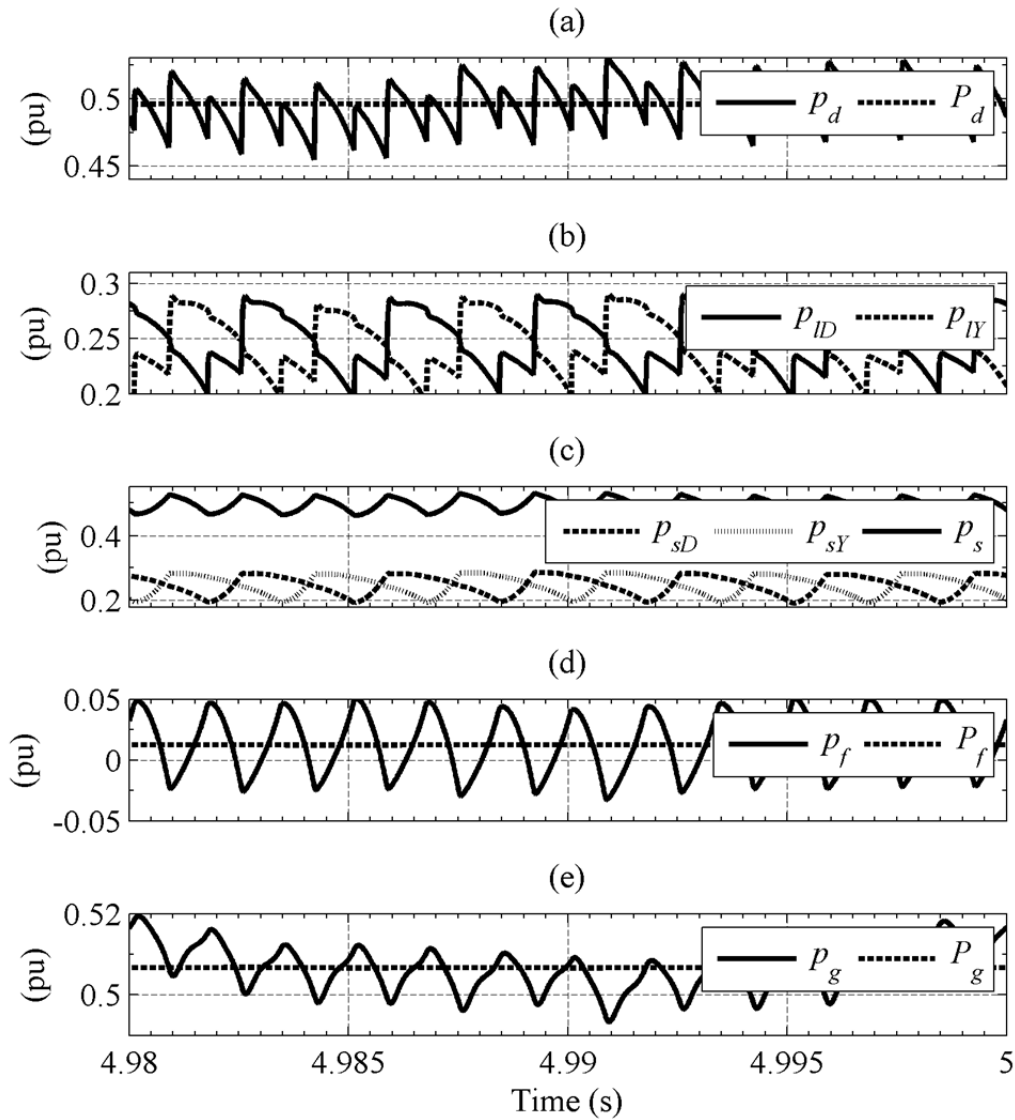 (a)
(pu)
0.5
0.45
p_d P_d
(b)
(pu)
0.3
0.25
0.2
p_lD p_lY
(c)
(pu)
0.4
0.2
p_sD p_sY p_s
(d)
(pu)
0.05
0
-0.05
p_f P_f
(e)
(pu)
0.52
0.5
p_g P_g
4.98 4.985 4.99 4.995 5
Time (s)